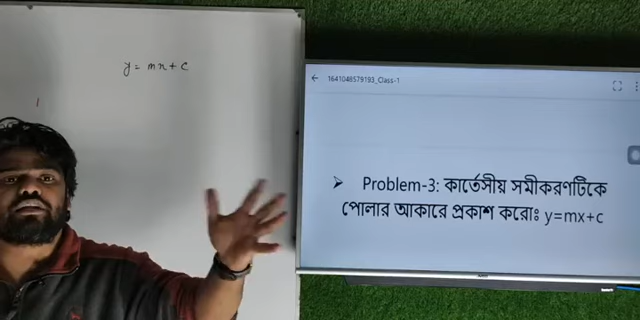 y = mx + c
1641048579193_Class-1
➢ Problem-3: কার্তেসীয় সমীকরণটিকে
পোলার আকারে প্রকাশ করোঃ y=mx+c